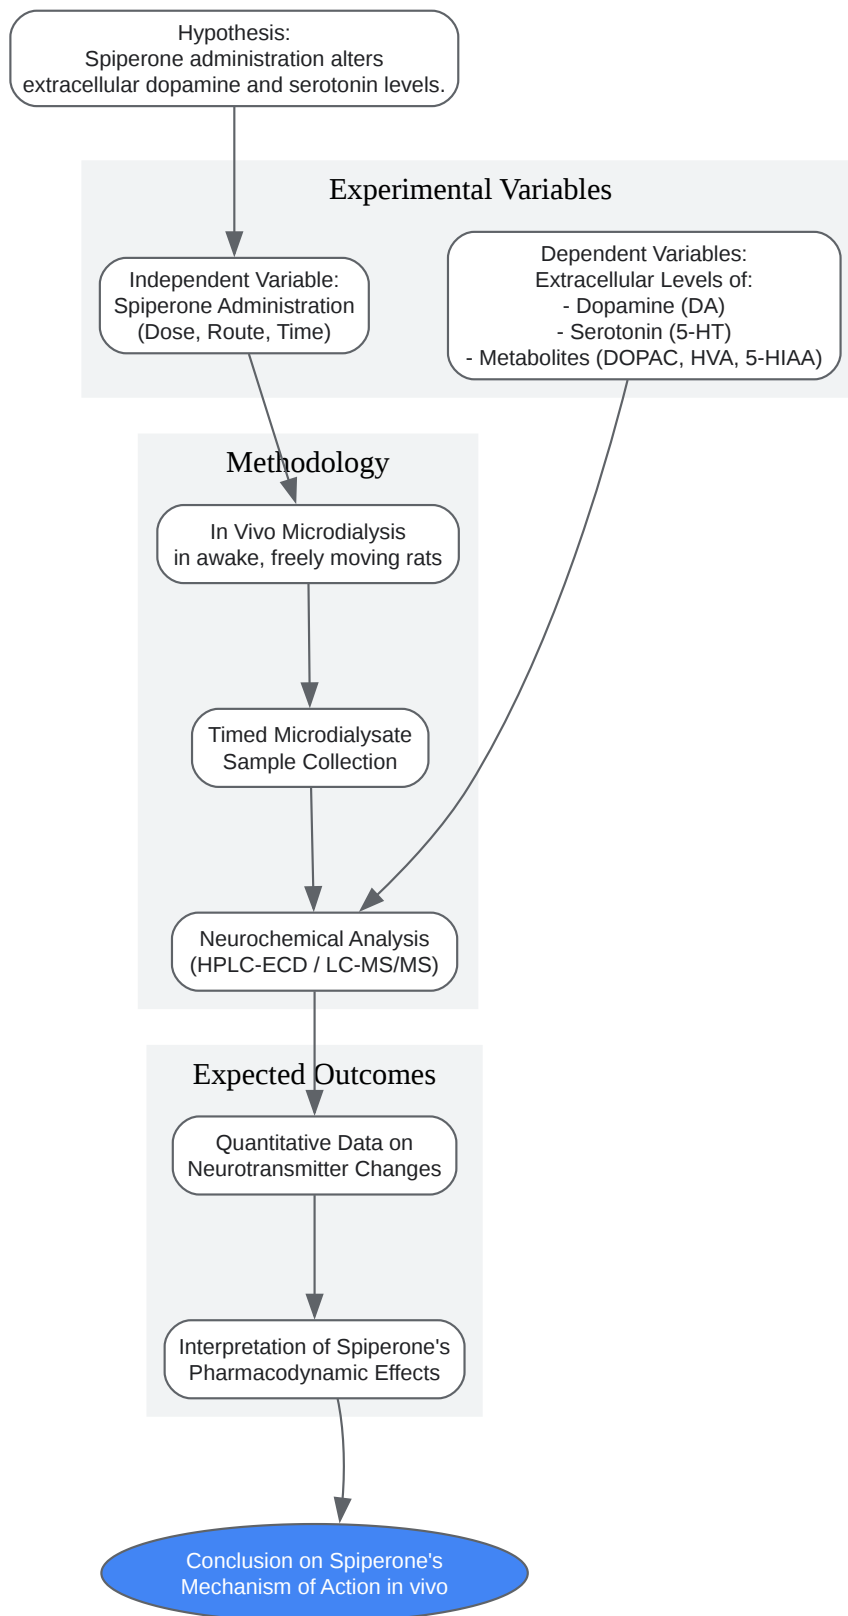 Hypothesis:
Spiperone administration alters
extracellular dopamine and serotonin levels.
Experimental Variables
Independent Variable:
Spiperone Administration
(Dose, Route, Time)
Dependent Variables:
Extracellular Levels of:
- Dopamine (DA)
- Serotonin (5-HT)
- Metabolites (DOPAC, HVA, 5-HIAA)
Methodology
In Vivo Microdialysis
in awake, freely moving rats
Timed Microdialysate
Sample Collection
Neurochemical Analysis
(HPLC-ECD / LC-MS/MS)
Expected Outcomes
Quantitative Data on
Neurotransmitter Changes
Interpretation of Spiperone's
Pharmacodynamic Effects
Conclusion on Spiperone's
Mechanism of Action in vivo